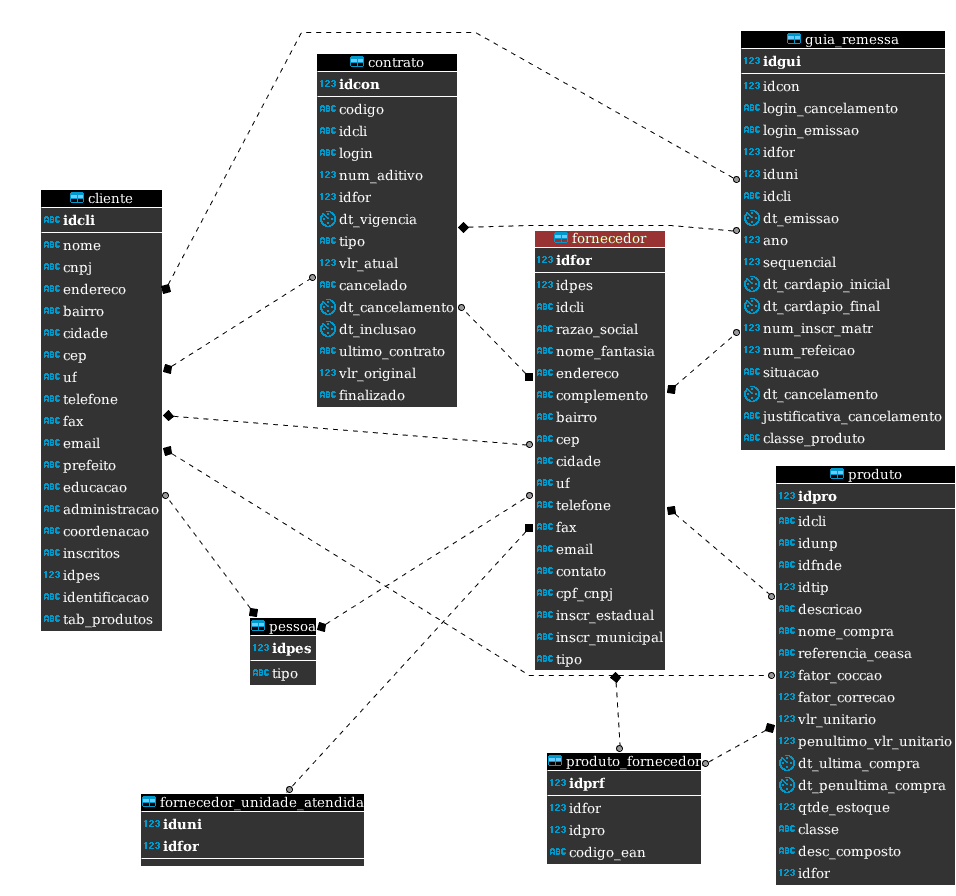 contrato
123 idcon
ABC codigo
ABC idcli
ABC login
123 num_aditivo
123 idfor
dt_vigencia
ABC tipo
123 vlr_atual
ABC cancelado
dt_cancelamento
dt_inclusao
ABC ultimo_contrato
123 vlr_original
ABC finalizado
guia_remessa
123 idgui
123 idcon
ABC login_cancelamento
ABC login_emissao
123 idfor
123 iduni
ABC idcli
dt_emissao
123 ano
123 sequencial
dt_cardapio_inicial
dt_cardapio_final
123 num_inscr_matr
123 num_refeicao
ABC situacao
dt_cancelamento
ABC justificativa_cancelamento
ABC classe_produto
cliente
ABC idcli
ABC nome
ABC cnpj
ABC endereco
ABC bairro
ABC cidade
ABC cep
ABC uf
ABC telefone
ABC fax
ABC email
ABC prefeito
ABC educacao
ABC administracao
ABC coordenacao
ABC inscritos
123 idpes
ABC identificacao
ABC tab_produtos
fornecedor
123 idfor
123 idpes
ABC idcli
ABC razao_social
ABC nome_fantasia
ABC endereco
ABC complemento
ABC bairro
ABC cep
ABC cidade
ABC uf
ABC telefone
ABC fax
ABC email
ABC contato
ABC cpf_cnpj
ABC inscr_estadual
ABC inscr_municipal
ABC tipo
produto
123 idpro
ABC idcli
ABC idunp
ABC idfnde
123 idtip
ABC descricao
ABC nome_compra
ABC referencia_ceasa
123 fator_coccao
123 fator_correcao
123 vlr_unitario
123 penultimo_vlr_unitario
dt_ultima_compra
dt_penultima_compra
123 qtde_estoque
ABC classe
ABC desc_composto
123 idfor
pessoa
123 idpes
ABC tipo
produto_fornecedor
123 idprf
123 idfor
123 idpro
ABC codigo_ean
fornecedor_unidade_atendida
123 iduni
123 idfor